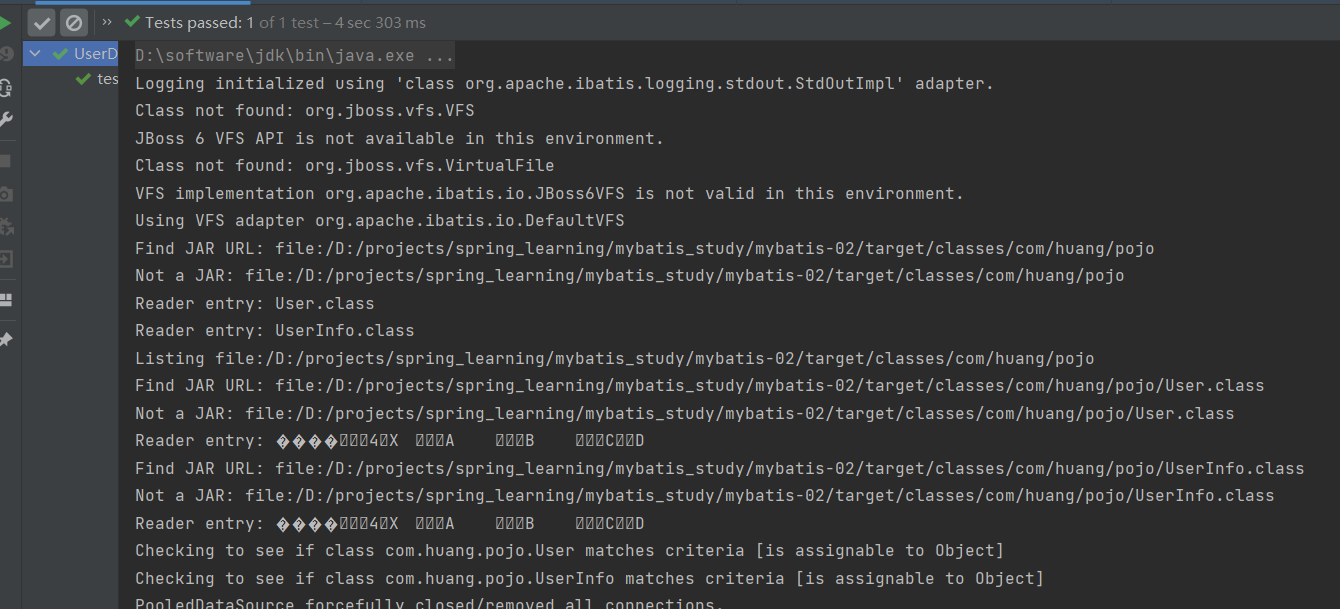 Tests passed: 1 of 1 test – 4 sec 303 ms
UserD
tes
D:\software\jdk\bin\java.exe ...
Logging initialized using 'class org.apache.ibatis.logging.stdout.StdOutImpl' adapter.
Class not found: org.jboss.vfs.VFS
JBoss 6 VFS API is not available in this environment.
Class not found: org.jboss.vfs.VirtualFile
VFS implementation org.apache.ibatis.io.JBoss6VFS is not valid in this environment.
Using VFS adapter org.apache.ibatis.io.DefaultVFS
Find JAR URL: file:/D:/projects/spring_learning/mybatis_study/mybatis-02/target/classes/com/huang/pojo
Not a JAR: file:/D:/projects/spring_learning/mybatis_study/mybatis-02/target/classes/com/huang/pojo
Reader entry: User.class
Reader entry: UserInfo.class
Listing file:/D:/projects/spring_learning/mybatis_study/mybatis-02/target/classes/com/huang/pojo
Find JAR URL: file:/D:/projects/spring_learning/mybatis_study/mybatis-02/target/classes/com/huang/pojo/User.class
Not a JAR: file:/D:/projects/spring_learning/mybatis_study/mybatis-02/target/classes/com/huang/pojo/User.class
Reader entry: ����4X A B CD
Find JAR URL: file:/D:/projects/spring_learning/mybatis_study/mybatis-02/target/classes/com/huang/pojo/UserInfo.class
Not a JAR: file:/D:/projects/spring_learning/mybatis_study/mybatis-02/target/classes/com/huang/pojo/UserInfo.class
Reader entry: ����4X A B CD
Checking to see if class com.huang.pojo.User matches criteria [is assignable to Object]
Checking to see if class com.huang.pojo.UserInfo matches criteria [is assignable to Object]
PooledDataSource forcefully closed/removed all connections.